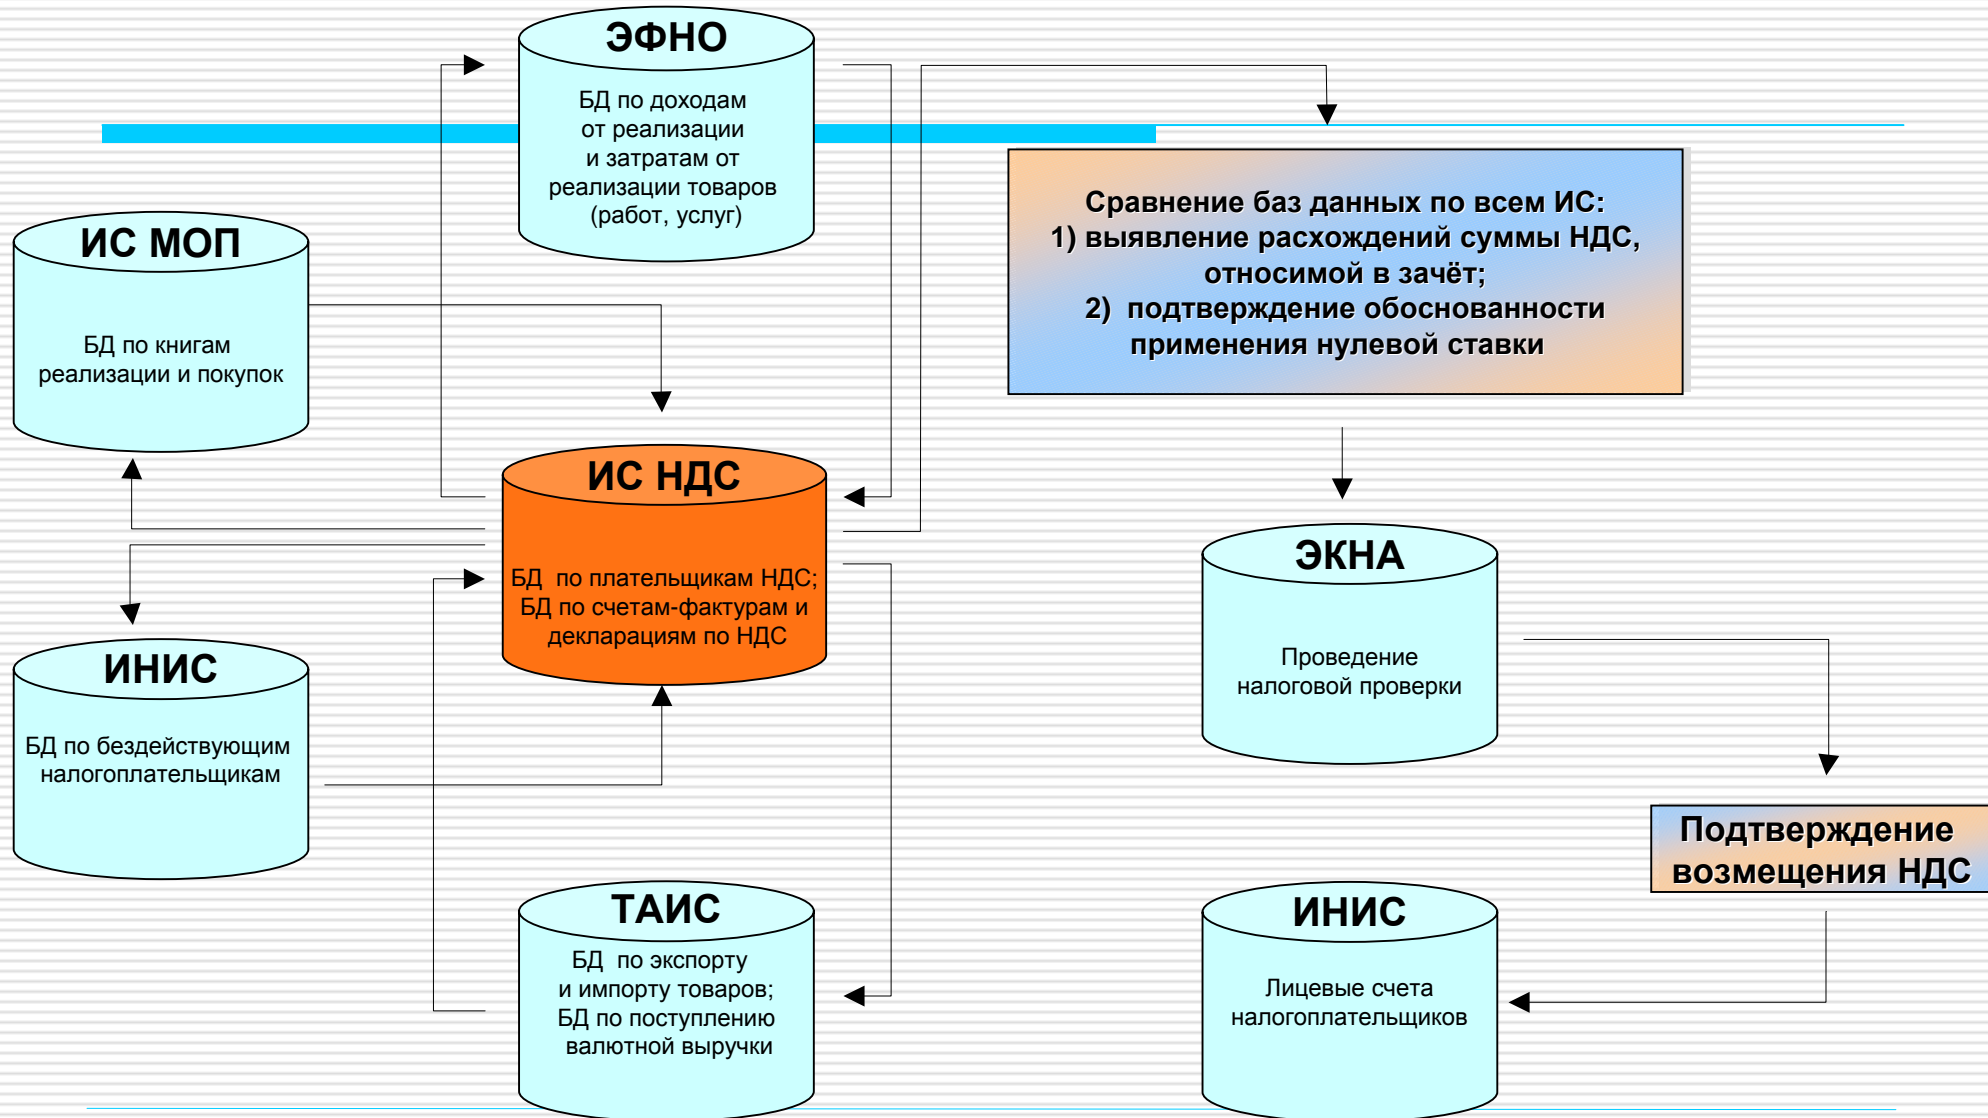 ЭФНО
БД по доходам
от реализации
и затратам от
реализации товаров
(работ, услуг)
Сравнение баз данных по всем ИС:
1) выявление расхождений суммы НДС,
относимой в зачёт;
2) подтверждение обоснованности
применения нулевой ставки
ИС МОП
БД по книгам
реализации и покупок
ИС НДС
БД по плательщикам НДС;
БД по счетам-фактурам и
декларациям по НДС
ЭКНА
Проведение
налоговой проверки
ИНИС
БД по бездействующим
налогоплательщикам
Подтверждение
возмещения НДС
ТАИС
БД по экспорту
и импорту товаров;
БД по поступлению
валютной выручки
ИНИС
Лицевые счета
налогоплательщиков